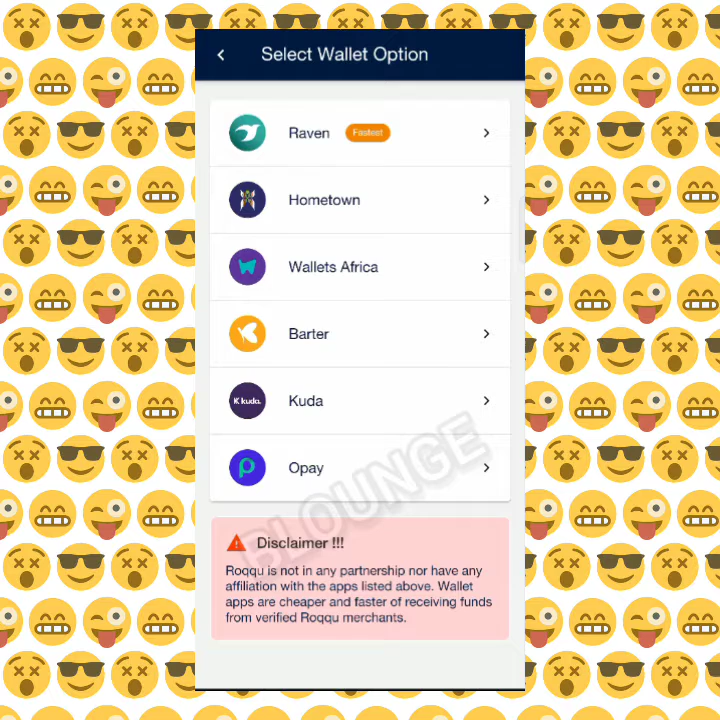 Select Wallet Option
Raven Fastest
Hometown
Wallets Africa
Barter
K kuda. Kuda
Opay
BLOUNGE
Disclaimer !!!
Roqqu is not in any partnership nor have any
affiliation with the apps listed above. Wallet
apps are cheaper and faster of receiving funds
from verified Roqqu merchants.